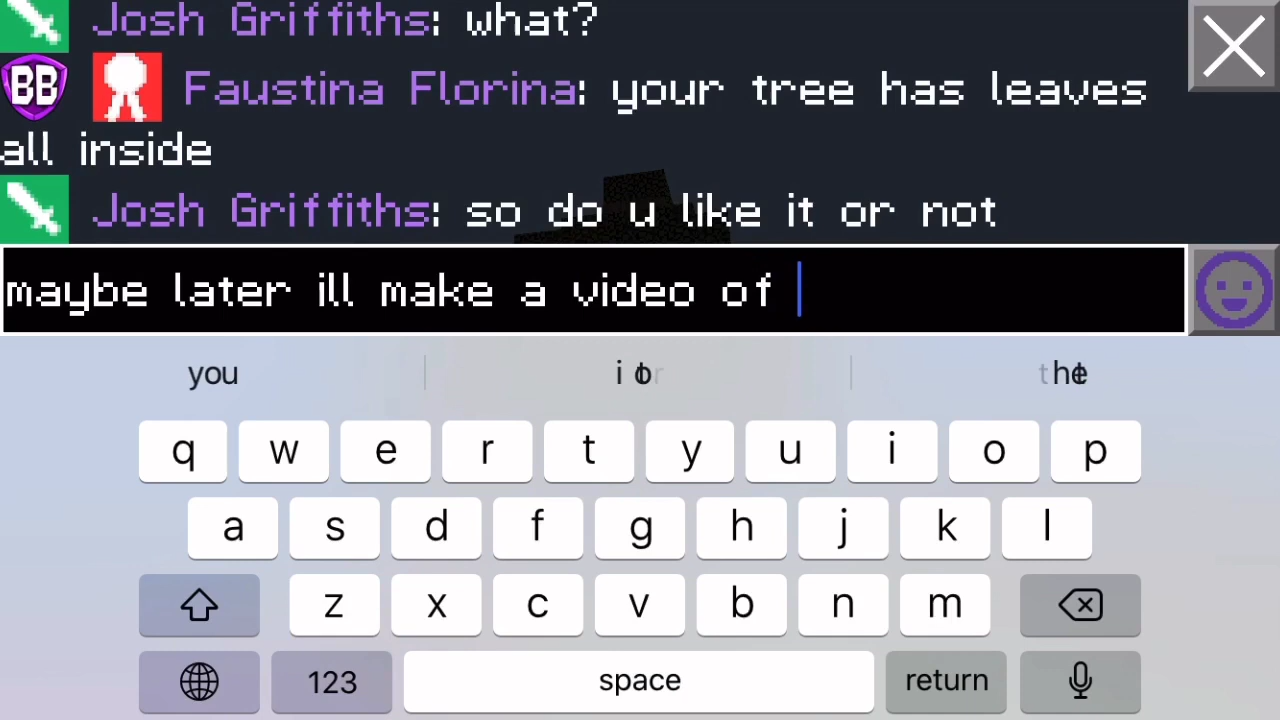 Josh Griffiths: what?
BB Faustina Florina: your tree has leaves
all inside
Josh Griffiths: so do u like it or not
maybe later ill make a video of
you
q w e r t y u i o p
a s d f g h j k l
z x c v b n m
123 space return